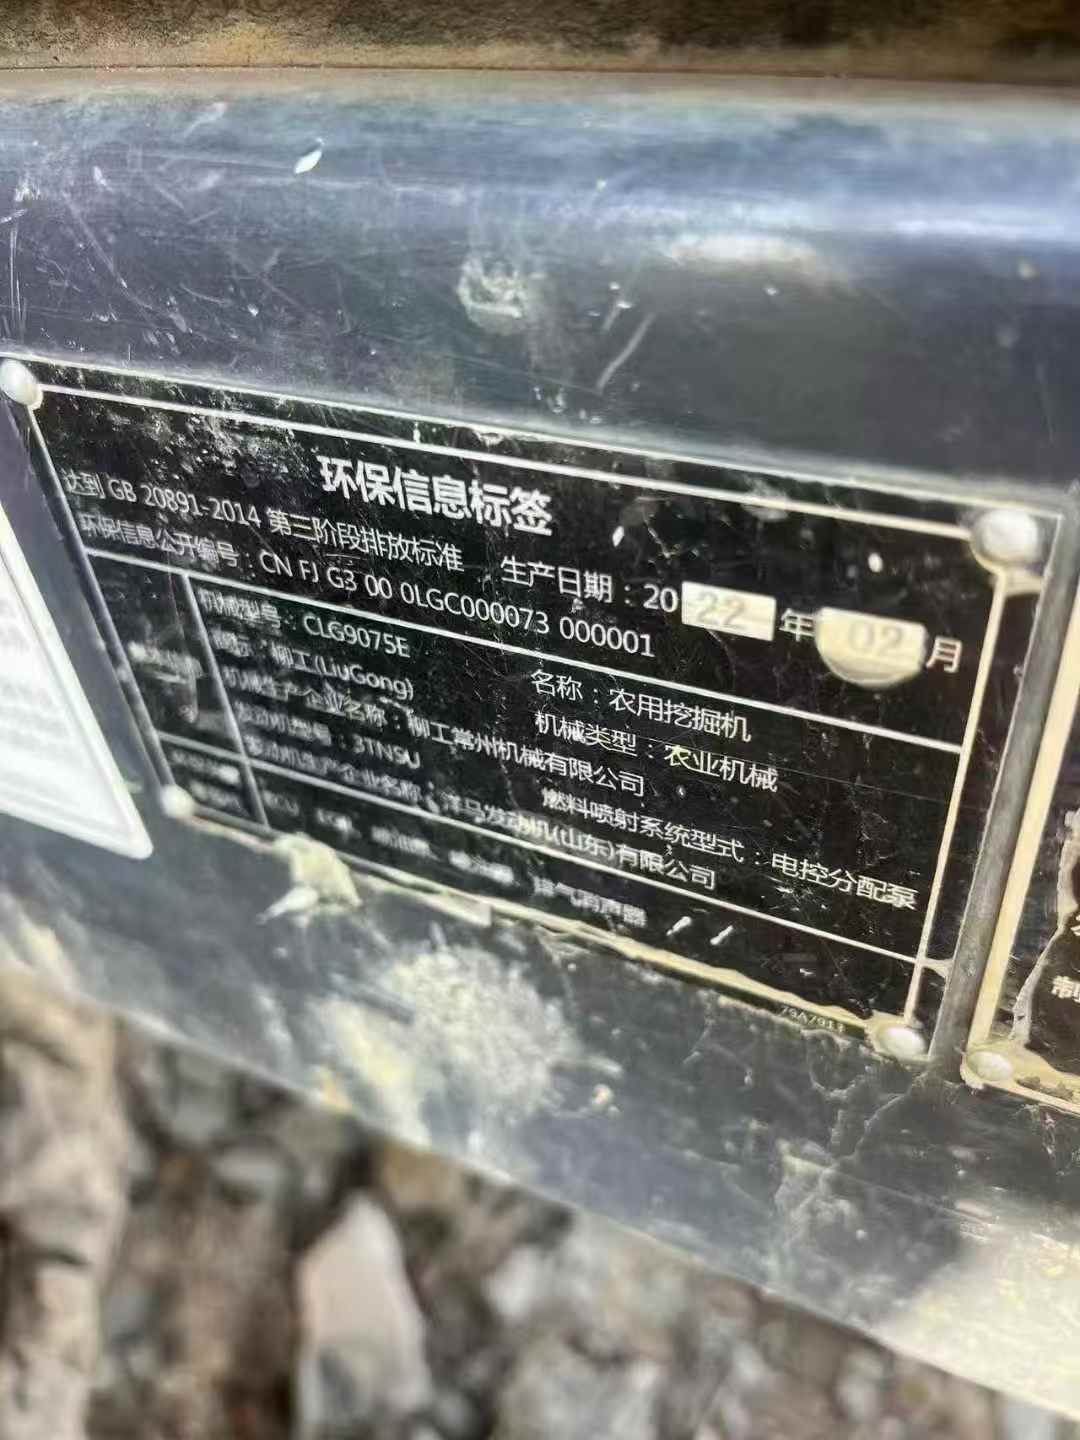 环保信息标签
达到 GB 20891-2014 第三阶段排放标准 生产日期：2022年02月
环保信息公开编号：CN FJ G3 00 0LGC000073 000001
机械型号：CLG9075E 名称：农用挖掘机
商标：柳工(LiuGong) 机械类型：农业机械
机械生产企业名称：柳工常州机械有限公司
发动机型号：3TNSU 燃料喷射系统型式：电控分配泵
发动机生产企业名称：洋马发动机(山东)有限公司
ECU 排气消声器 / /
79A7917
制